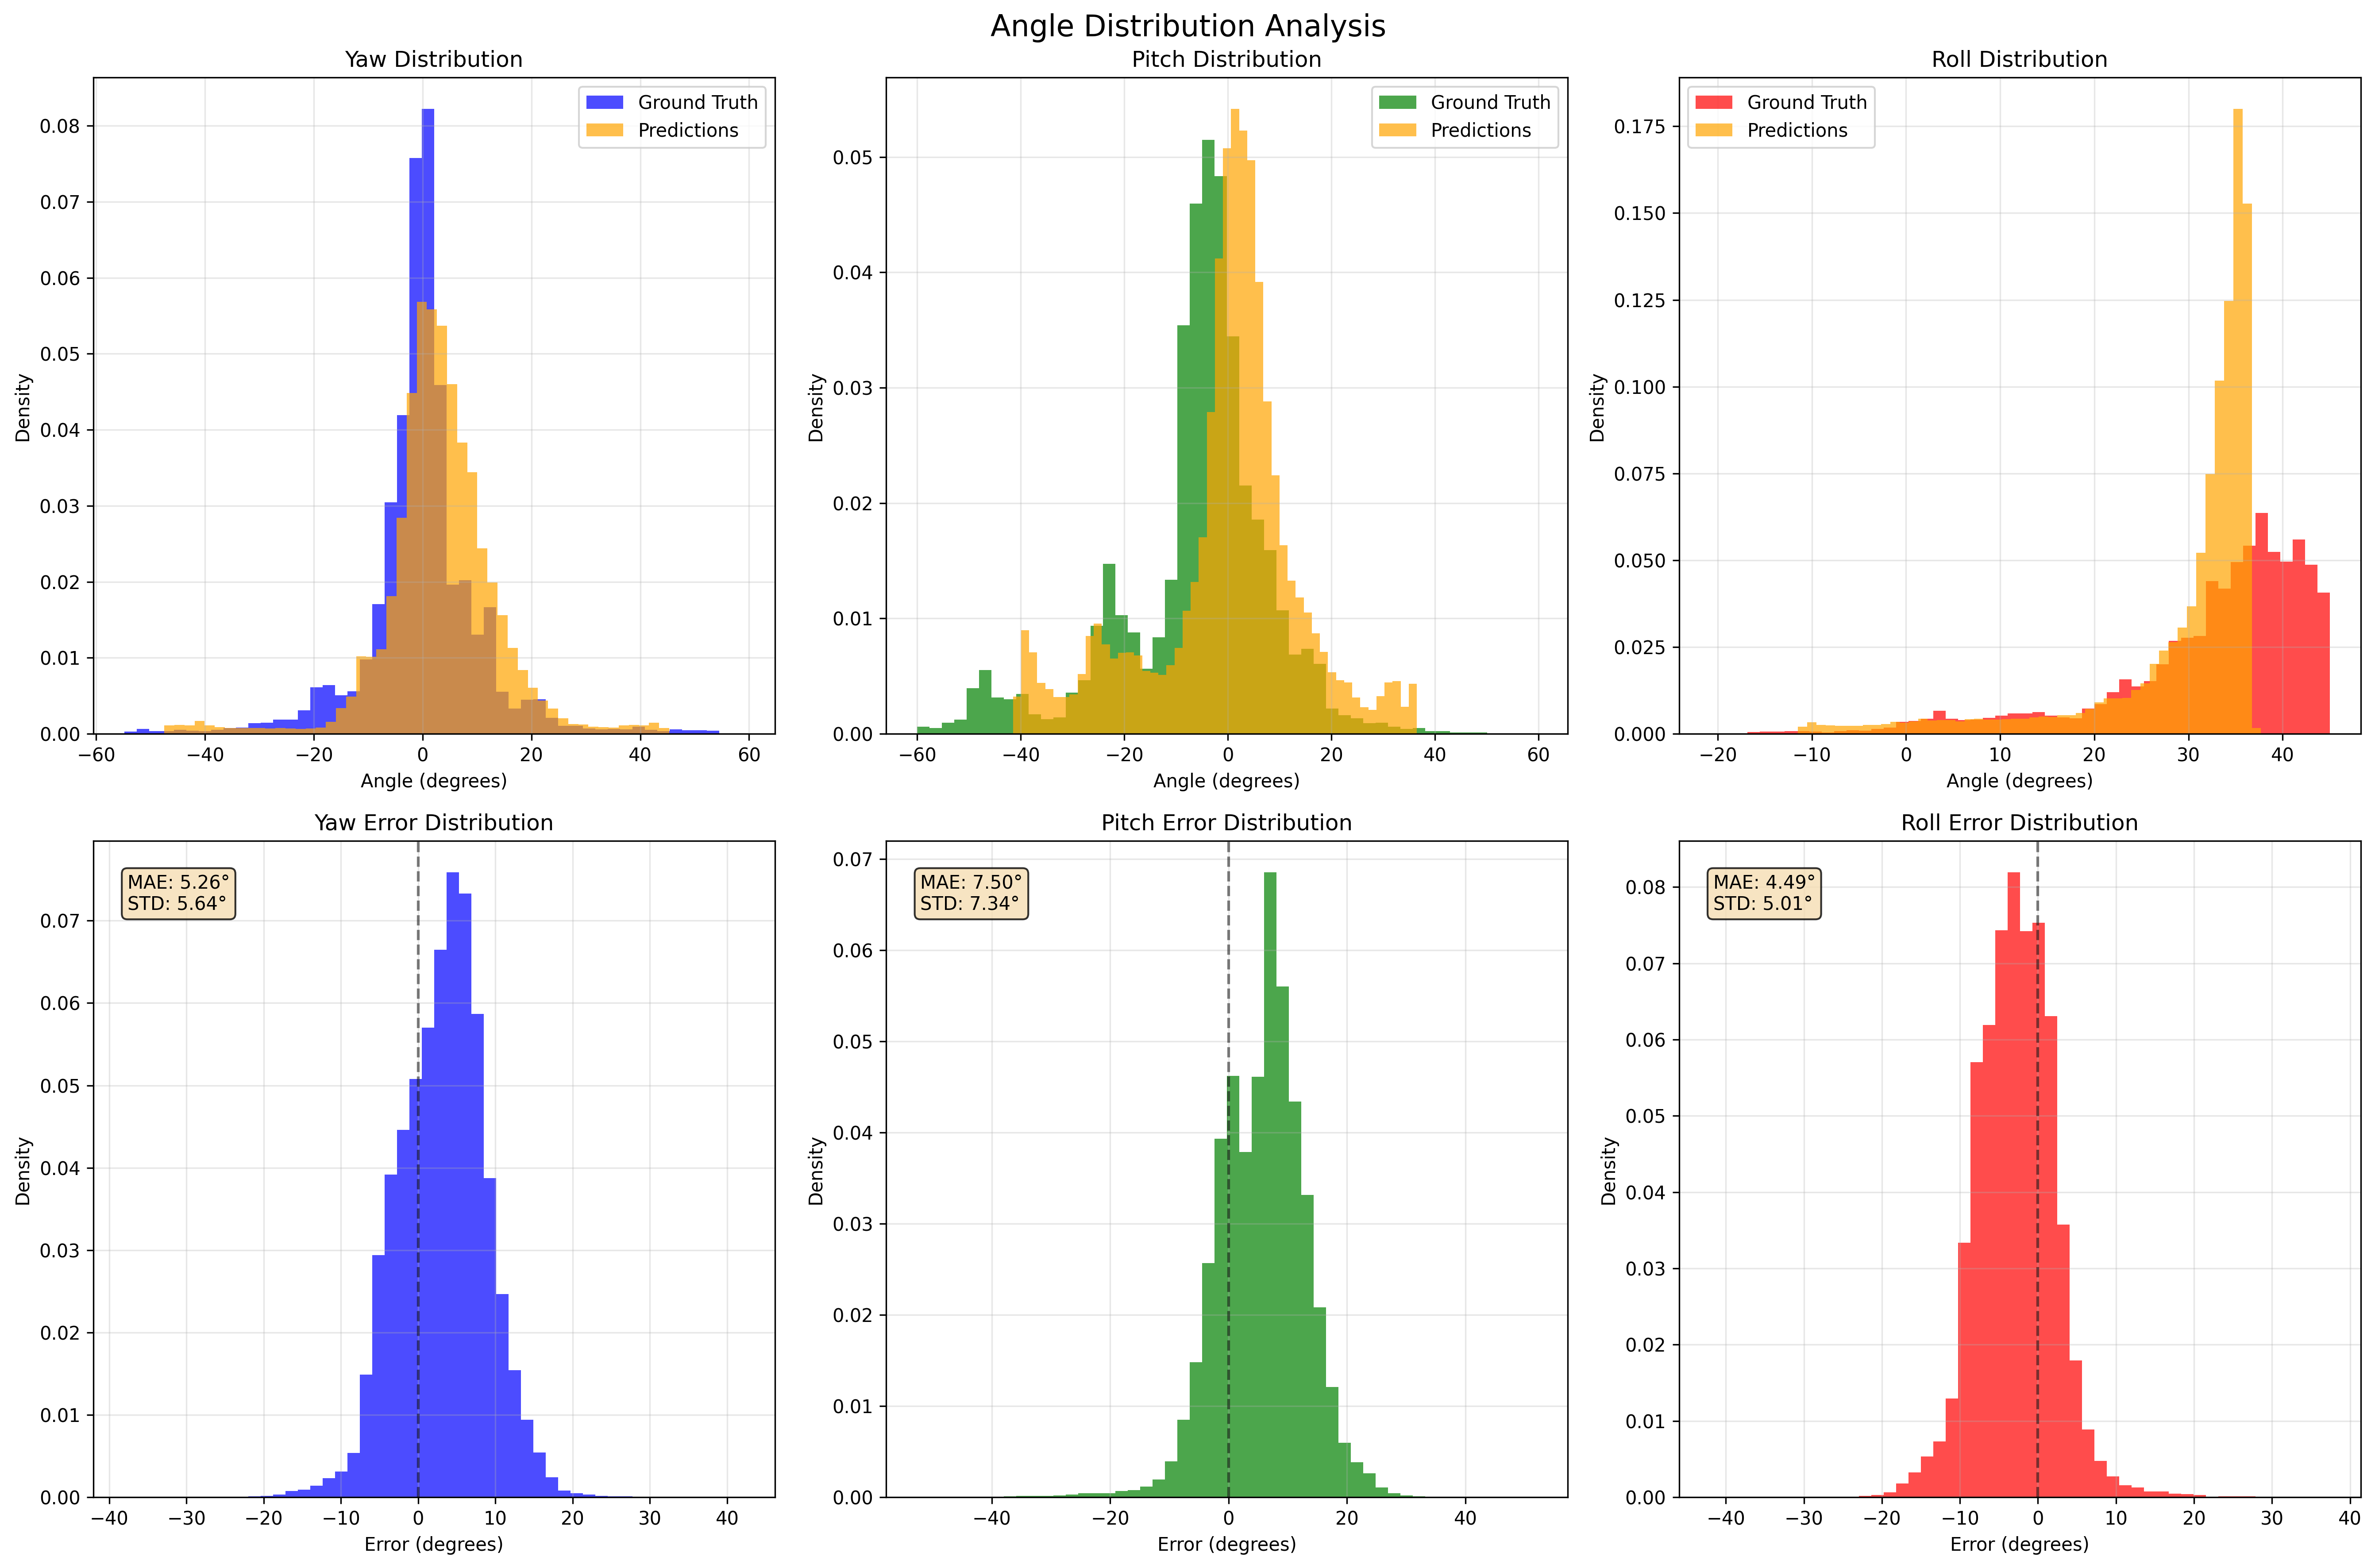 Angle Distribution Analysis
Yaw Distribution
Ground Truth
Predictions
0.08
0.07
0.06
0.05
0.04
0.03
0.02
0.01
0.00
Density
−60 −40 −20 0 20 40 60
Angle (degrees)
Pitch Distribution
Ground Truth
Predictions
0.05
0.04
0.03
0.02
0.01
0.00
Density
−60 −40 −20 0 20 40 60
Angle (degrees)
Roll Distribution
Ground Truth
Predictions
0.175
0.150
0.125
0.100
0.075
0.050
0.025
0.000
Density
−20 −10 0 10 20 30 40
Angle (degrees)
Yaw Error Distribution
MAE: 5.26°
STD: 5.64°
0.07
0.06
0.05
0.04
0.03
0.02
0.01
0.00
Density
−40 −30 −20 −10 0 10 20 30 40
Error (degrees)
Pitch Error Distribution
MAE: 7.50°
STD: 7.34°
0.07
0.06
0.05
0.04
0.03
0.02
0.01
0.00
Density
−40 −20 0 20 40
Error (degrees)
Roll Error Distribution
MAE: 4.49°
STD: 5.01°
0.08
0.07
0.06
0.05
0.04
0.03
0.02
0.01
0.00
Density
−40 −30 −20 −10 0 10 20 30 40
Error (degrees)